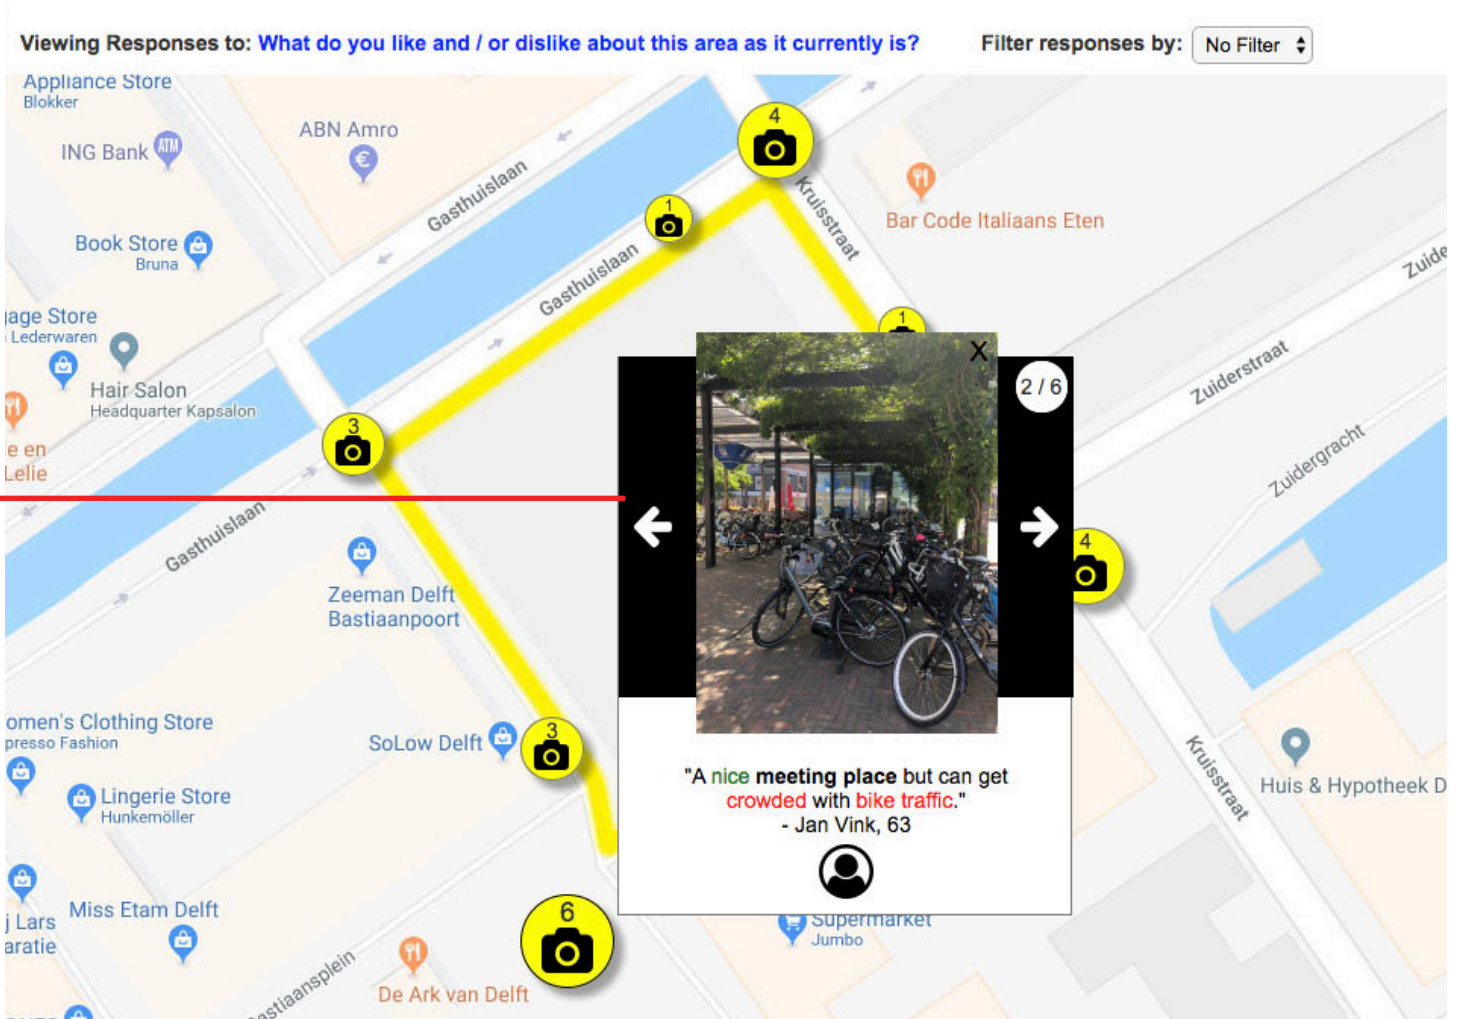 Viewing Responses to: What do you like and / or dislike about this area as it currently is?
Filter responses by: No Filter
Appliance Store
Blokker
ING Bank
ATM
ABN Amro
€
Gasthuislaan
4
Kruisstraat
Bar Code Italiaans Eten
1
Book Store
Bruna
Gasthuislaan
Zuide
age Store
Lederwaren
Hair Salon
Headquarter Kapsalon
1
X
2 / 6
Zuiderstraat
Zuidergracht
3
e en
Lelie
Gasthuislaan
4
Zeeman Delft
Bastiaanpoort
omen's Clothing Store
presso Fashion
SoLow Delft
3
Lingerie Store
Hunkemöller
"A nice meeting place but can get
crowded with bike traffic."
- Jan Vink, 63
Kruisstraat
Huis & Hypotheek D
j Lars
aratie
Miss Etam Delft
6
Supermarket
Jumbo
astiaansplein
De Ark van Delft